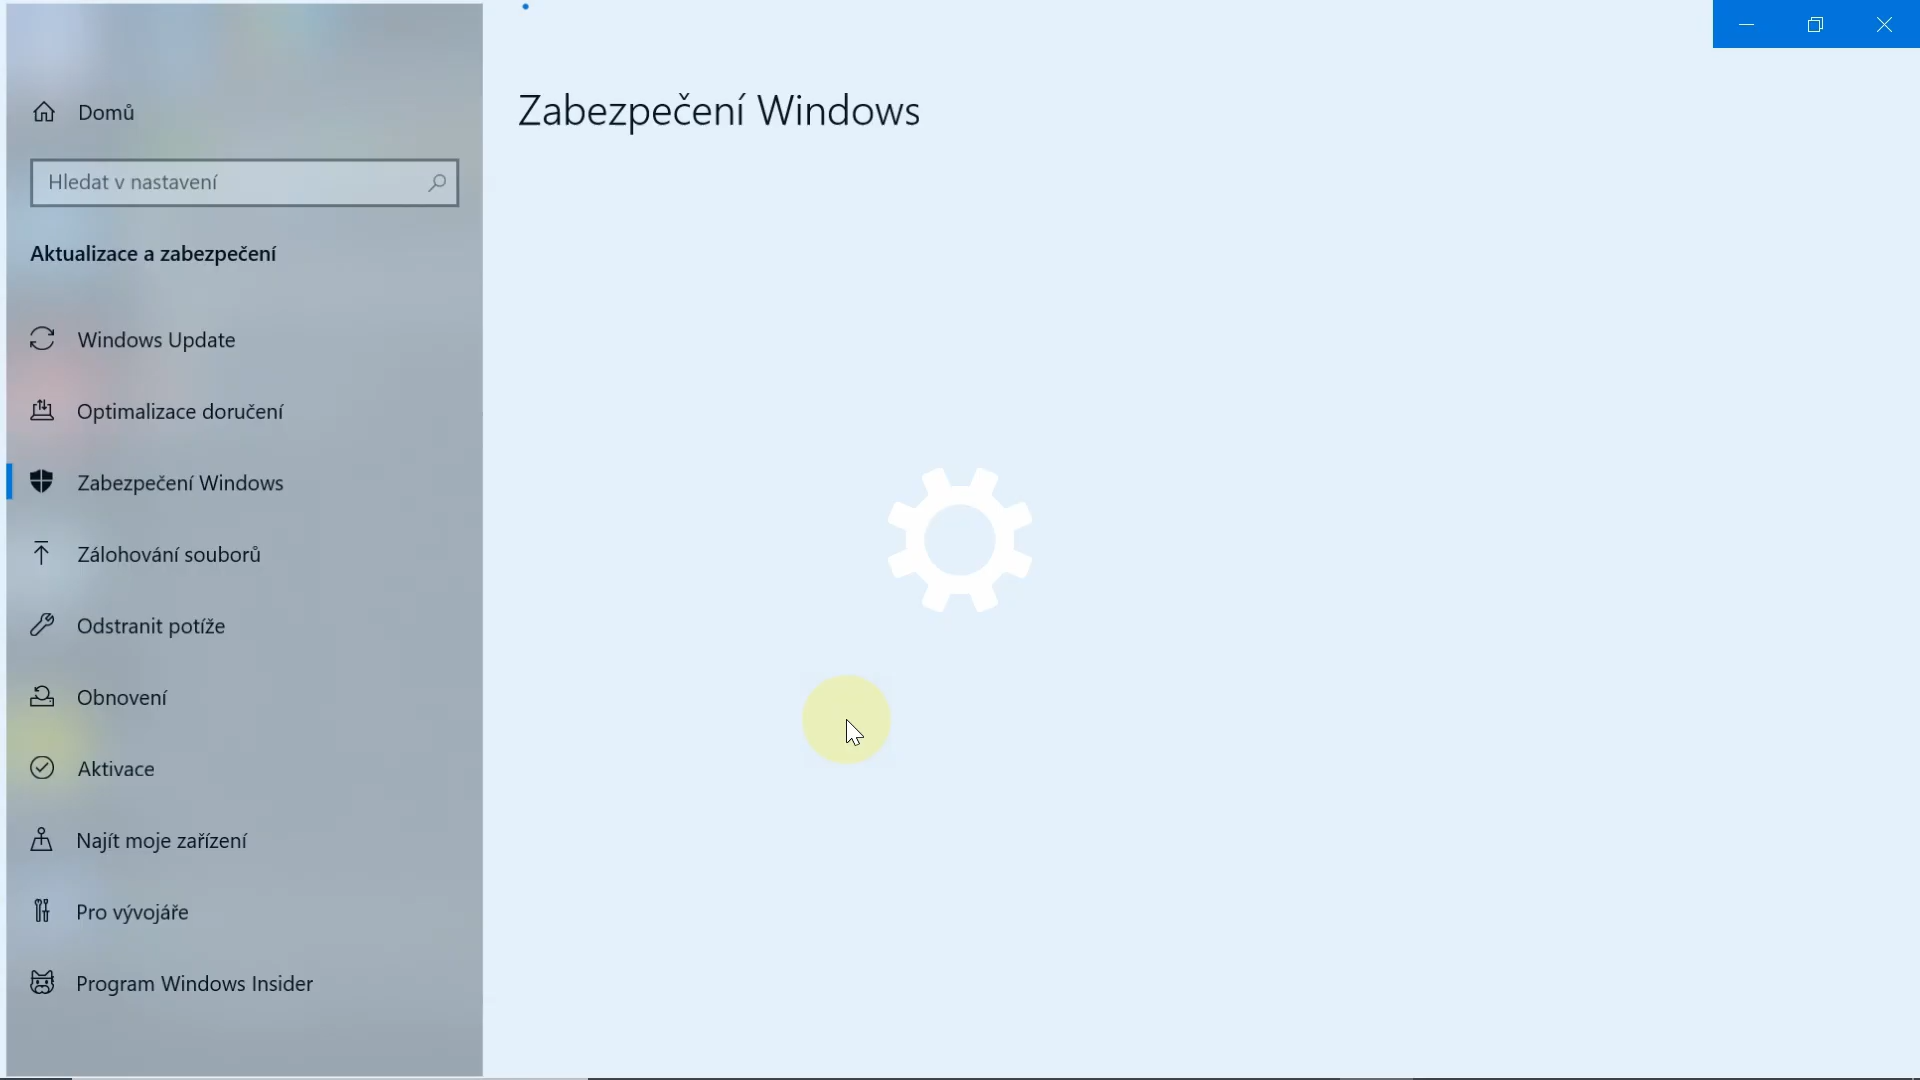 Domů
Zabezpečení Windows
Hledat v nastavení
Aktualizace a zabezpečení
Windows Update
Optimalizace doručení
Zabezpečení Windows
Zálohování souborů
Odstranit potíže
Obnovení
Aktivace
Najít moje zařízení
Pro vývojáře
Program Windows Insider